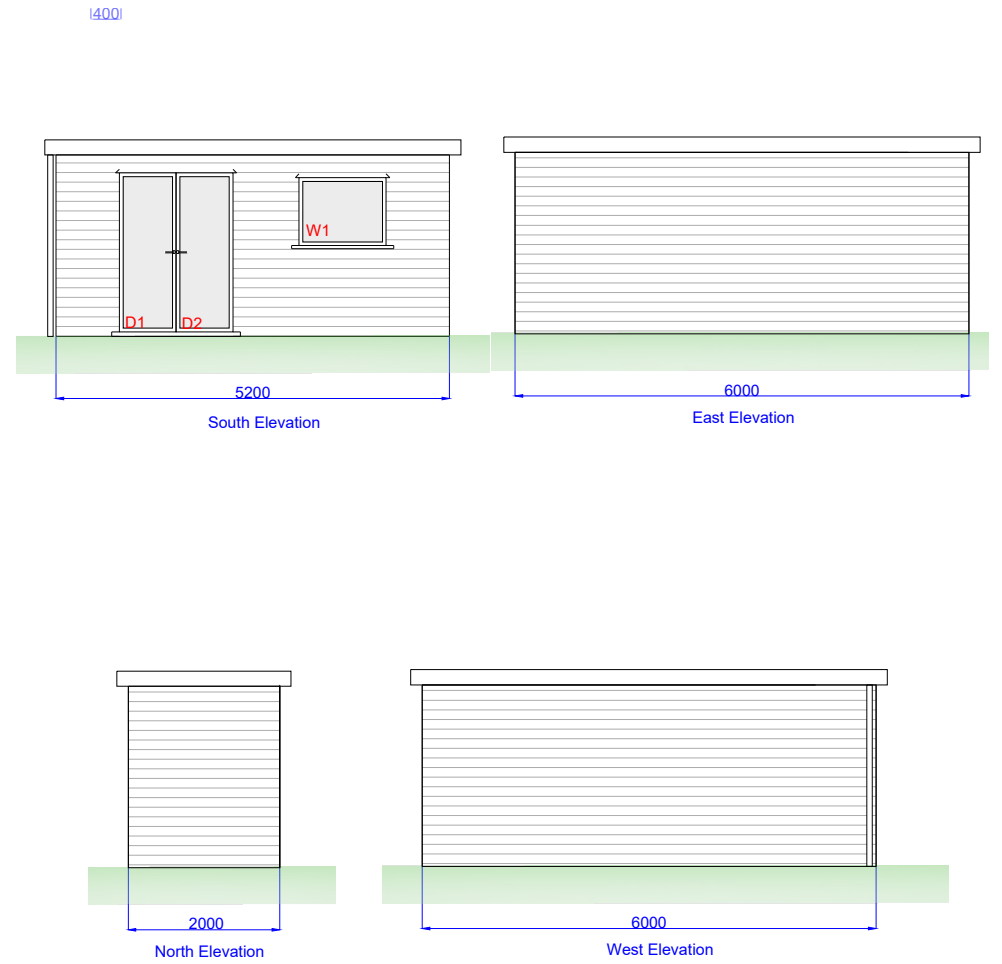 400
W1
D1
D2
5200
South Elevation
6000
East Elevation
2000
North Elevation
6000
West Elevation